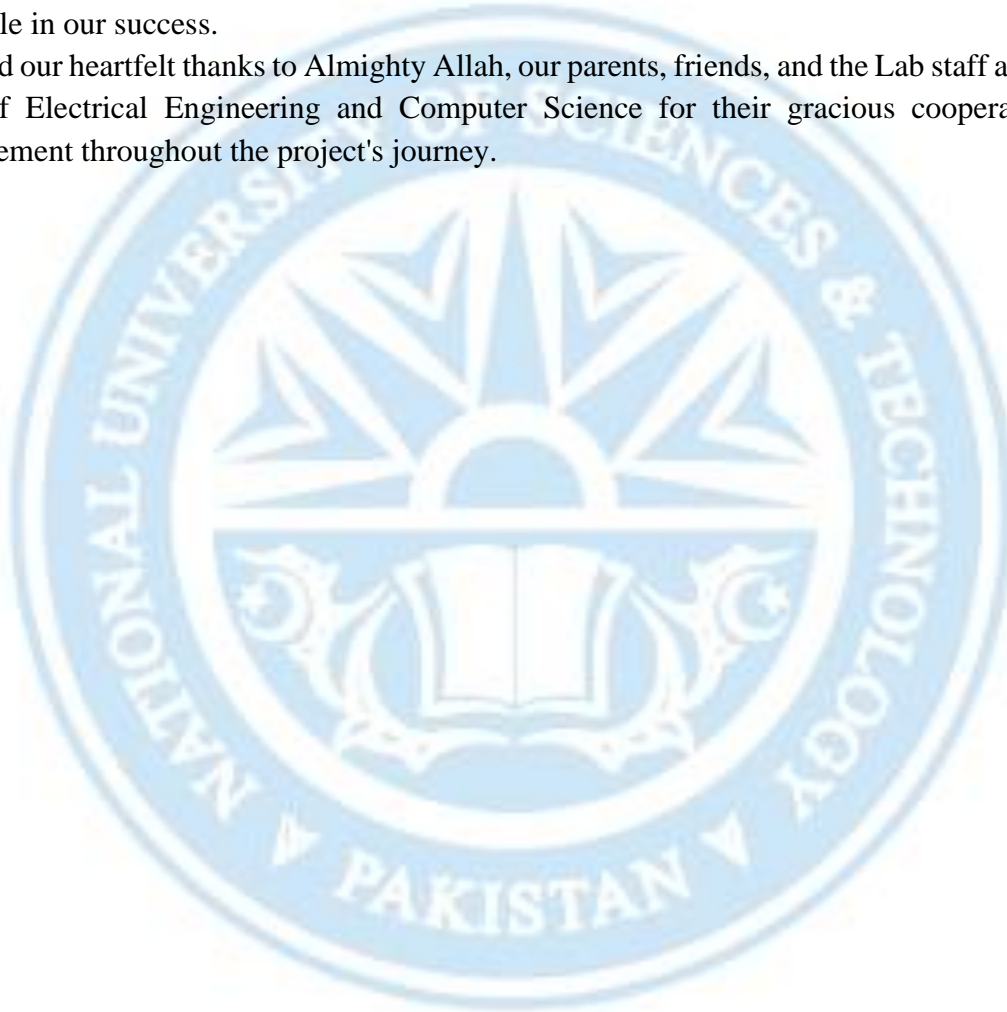 le in our success.
d our heartfelt thanks to Almighty Allah, our parents, friends, and the Lab staff a
f Electrical Engineering and Computer Science for their gracious coopera
ement throughout the project's journey.
NATIONAL UNIVERSITY OF SCIENCES & TECHNOLOGY
PAKISTAN